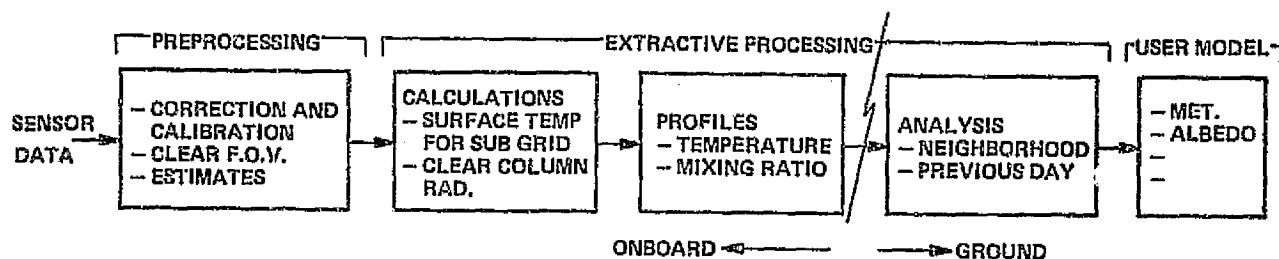 PREPROCESSING
EXTRACTIVE PROCESSING
USER MODEL
SENSOR
DATA
– CORRECTION AND
CALIBRATION
– CLEAR F.O.V.
– ESTIMATES
CALCULATIONS
– SURFACE TEMP
FOR SUB GRID
– CLEAR COLUMN
RAD.
PROFILES
– TEMPERATURE
– MIXING RATIO
ANALYSIS
– NEIGHBORHOOD
– PREVIOUS DAY
– MET.
– ALBEDO
–
–
ONBOARD
GROUND